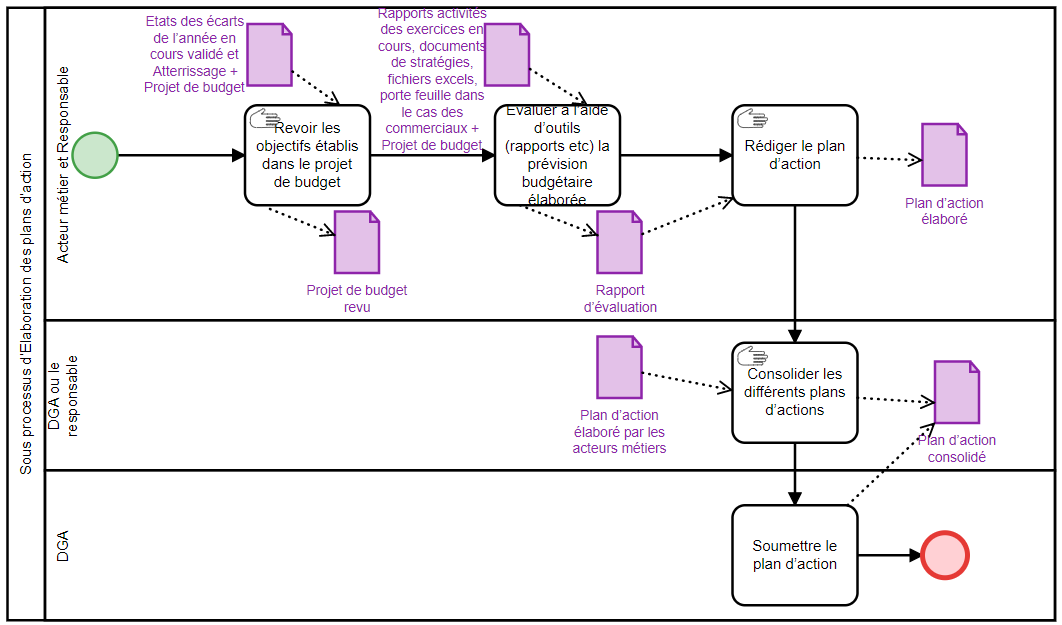 Sous processus d'Elaboration des plans d'action
Acteur métier et Responsable
Etats des écarts
de l'année en
cours validé et
Atterrissage +
Projet de budget
Revoir les
objectifs établis
dans le projet
de budget
Projet de budget
revu
Rapports activités
des exercices en
cours, documents
de stratégies,
fichiers excels,
porte feuille dans
le cas des
commerciaux +
Projet de budget
Evaluer à l'aide
d'outils
(rapports etc) la
prévision
budgétaire
élaborée
Rapport
d'évaluation
Rédiger le plan
d'action
Plan d'action
élaboré
DGA ou le
responsable
Plan d'action
élaboré par les
acteurs métiers
Consolider les
différents plans
d'actions
Plan d'action
consolidé
DGA
Soumettre le
plan d'action